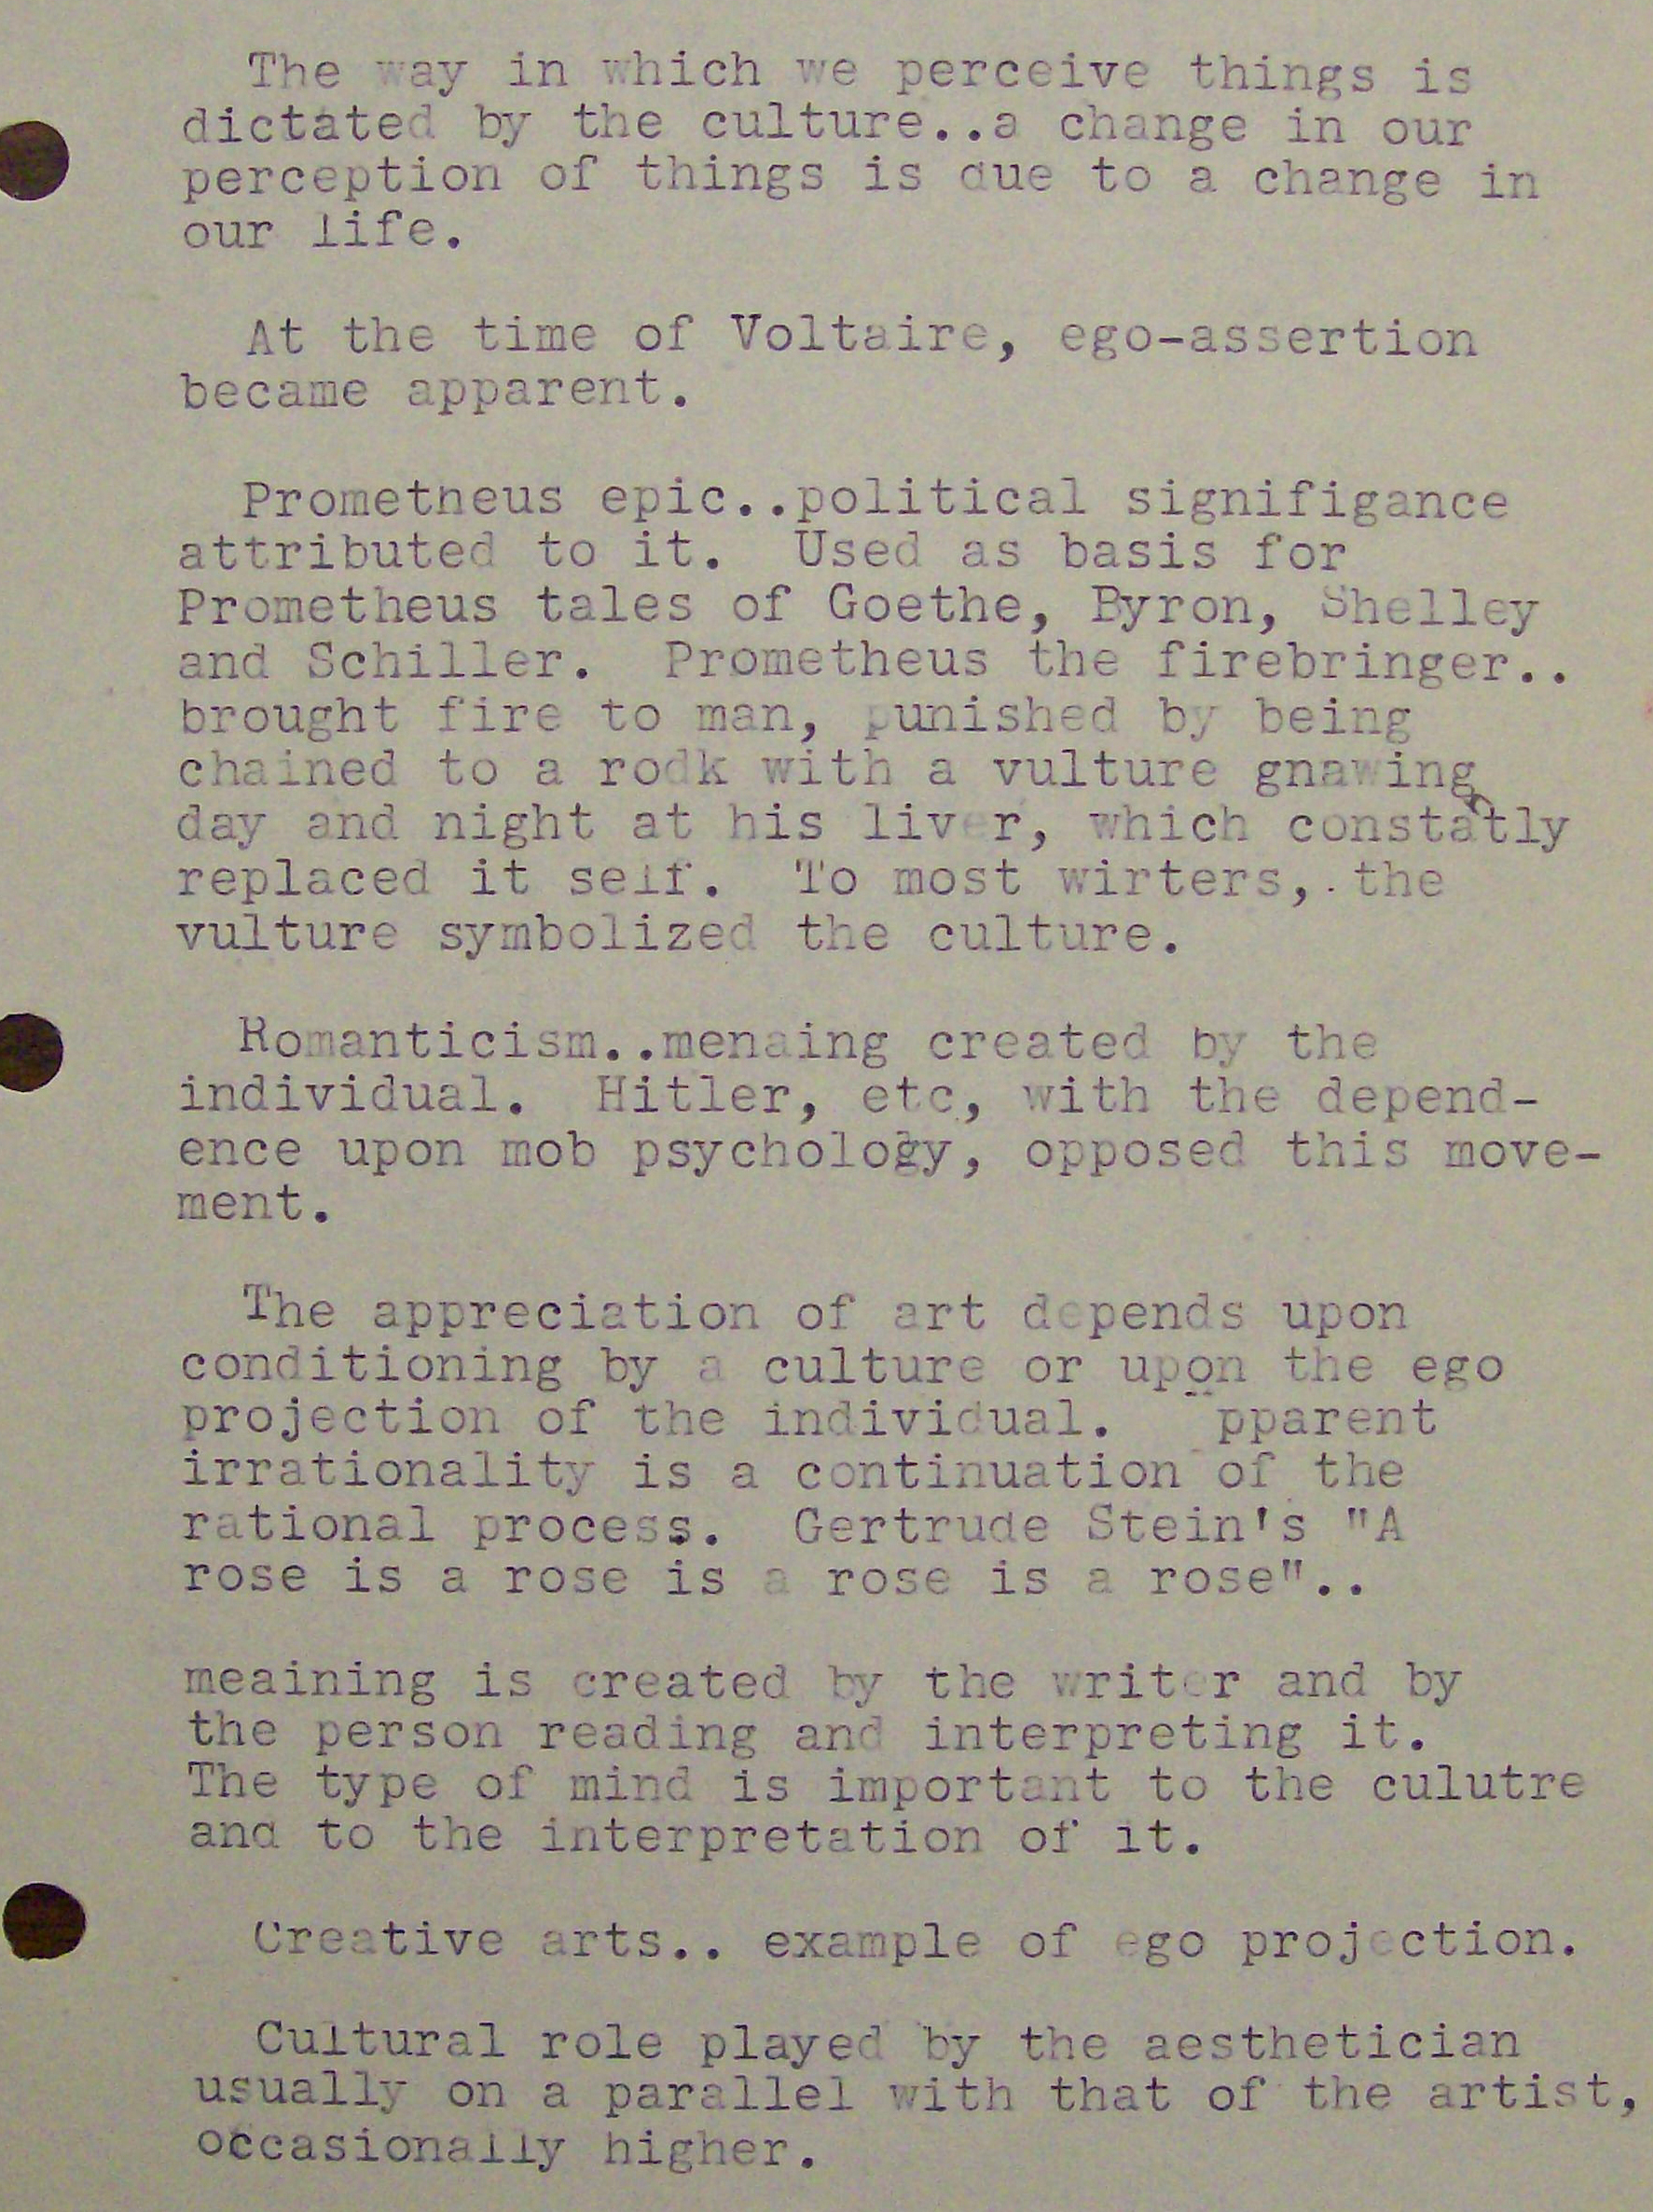 The way in which we perceive things is
dictated by the culture..a change in our
perception of things is due to a change in
our life.
At the time of Voltaire, ego-assertion
became apparent.
Prometheus epic..political signifigance
attributed to it.  Used as basis for
Prometheus tales of Goethe, Byron, Shelley
and Schiller.  Prometheus the firebringer..
brought fire to man, punished by being
chained to a rodk with a vulture gnawing
day and night at his liver, which constatly
replaced it self.  To most wirters, the
vulture symbolized the culture.
Romanticism..menaing created by the
individual.  Hitler, etc, with the depend-
ence upon mob psychology, opposed this move-
ment.
The appreciation of art depends upon
conditioning by a culture or upon the ego
projection of the individual.  Apparent
irrationality is a continuation of the
rational process.  Gertrude Stein's "A
rose is a rose is a rose is a rose"..
meaining is created by the writer and by
the person reading and interpreting it.
The type of mind is important to the culutre
and to the interpretation of it.
Creative arts.. example of ego projection.
Cultural role played by the aesthetician
usually on a parallel with that of the artist,
occasionally higher.